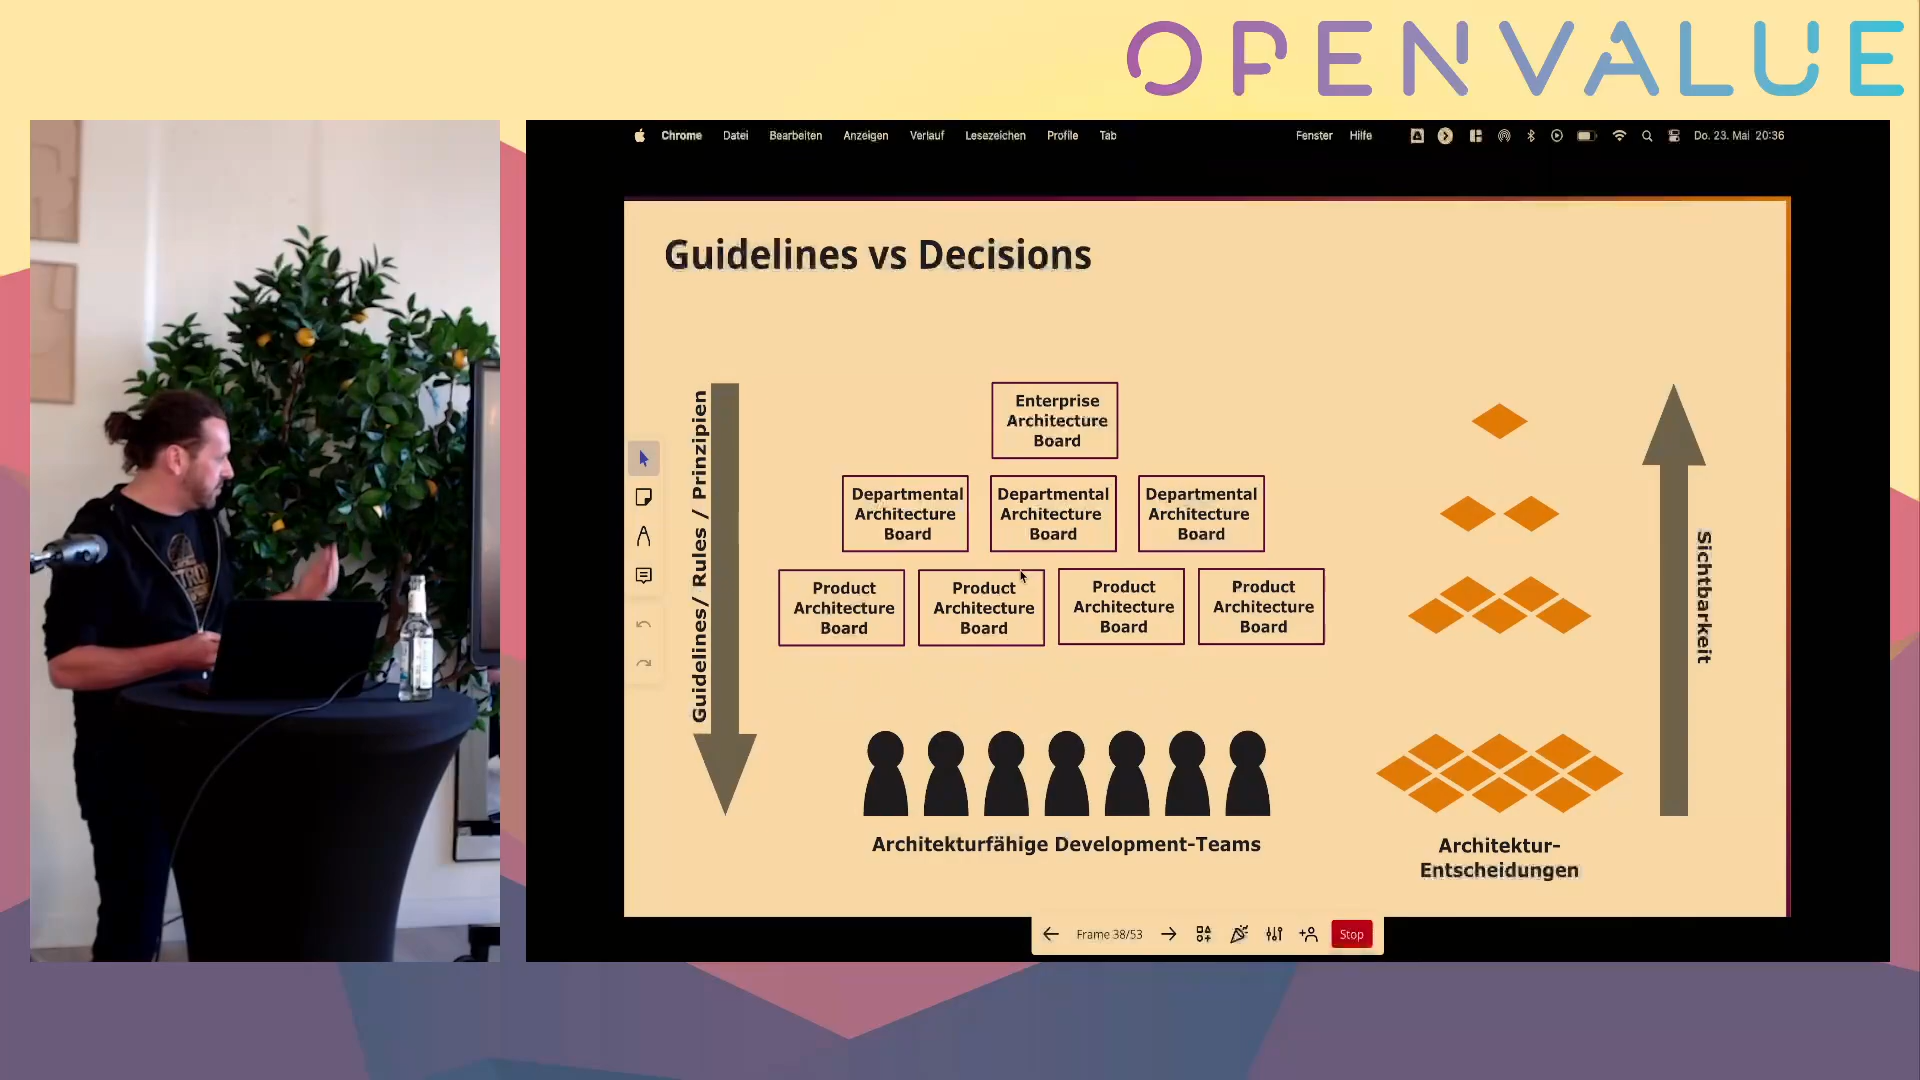 OPENVALUE
Chrome Datei Bearbeiten Anzeigen Verlauf Lesezeichen Profile Tab Fenster Hilfe Do. 23. Mai 20:36
Guidelines vs Decisions
Guidelines/ Rules / Prinzipien
Enterprise
Architecture
Board
Departmental
Architecture
Board
Departmental
Architecture
Board
Departmental
Architecture
Board
Product
Architecture
Board
Product
Architecture
Board
Product
Architecture
Board
Product
Architecture
Board
Architekturfähige Development-Teams
Architektur-
Entscheidungen
Sichtbarkeit
Frame 38/53
Stop